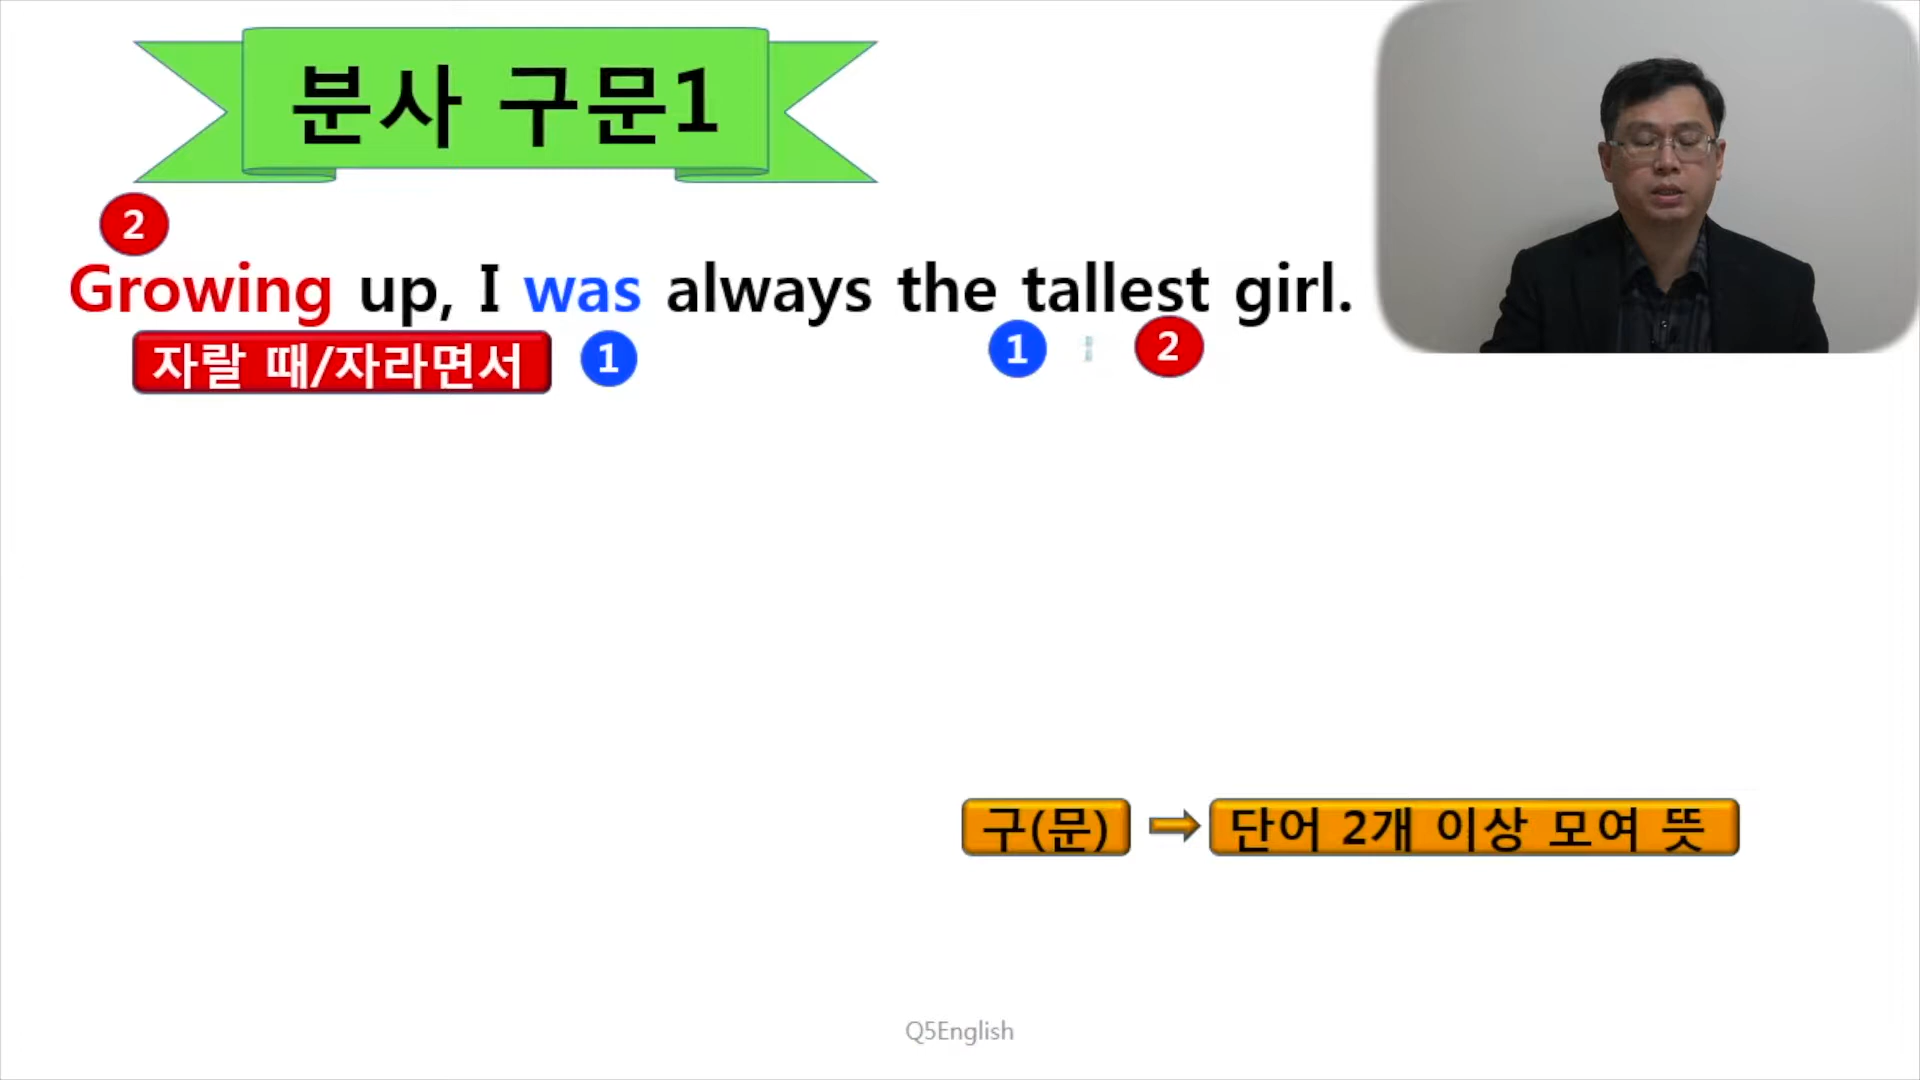 분사 구문1
2
Growing up, I was always the tallest girl.
자랄 때/자라면서 1 1 2
구(문) 단어 2개 이상 모여 뜻
Q5English